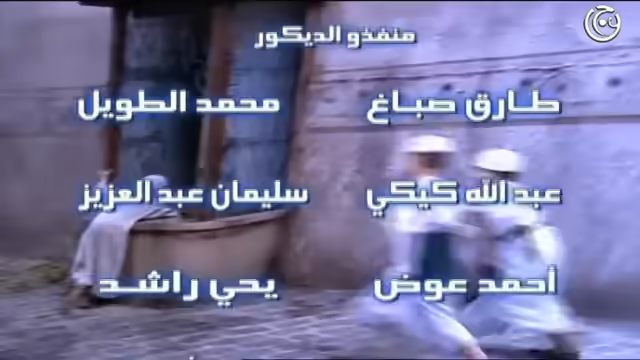 منفذو الديكور
طارق صباغ محمد الطويل
عبد الله كيكي سليمان عبد العزيز
أحمد عوض يحي راشد